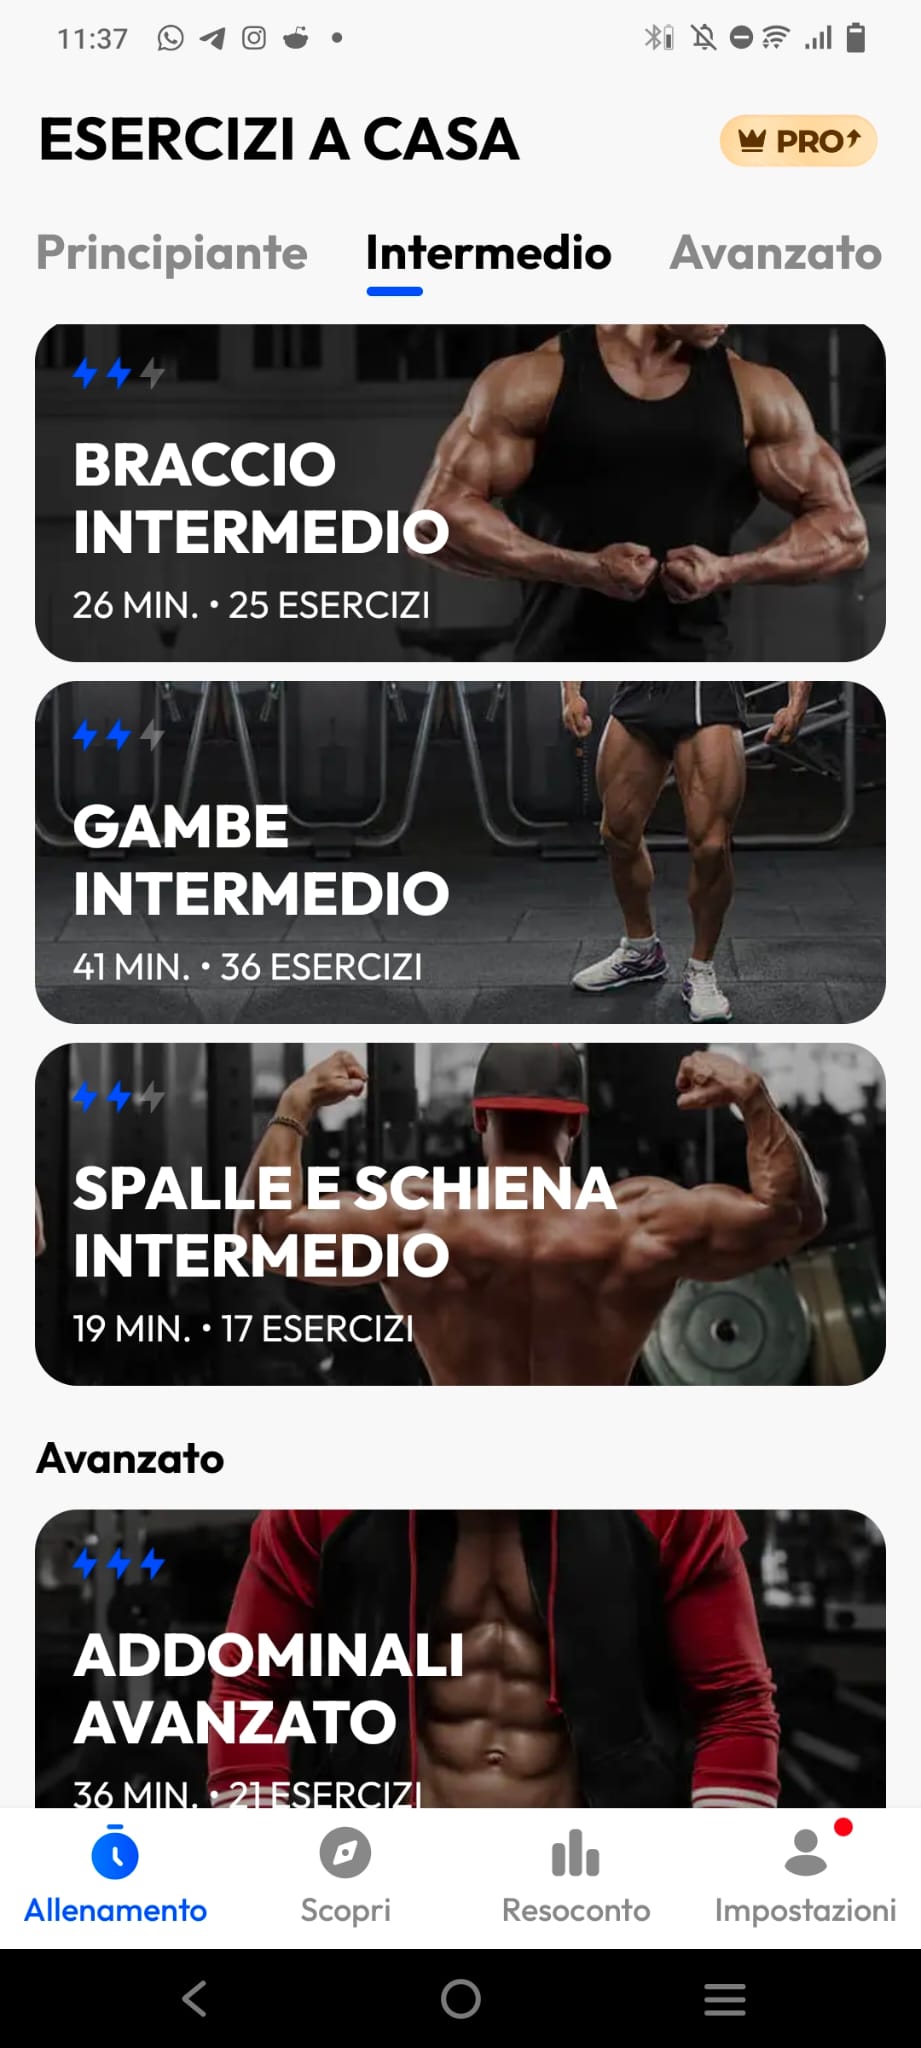 11:37
ESERCIZI A CASA
PRO
Principiante
Intermedio
Avanzato
BRACCIO
INTERMEDIO
26 MIN. • 25 ESERCIZI
GAMBE
INTERMEDIO
41 MIN. • 36 ESERCIZI
SPALLE E SCHIENA
INTERMEDIO
19 MIN. • 17 ESERCIZI
Avanzato
ADDOMINALI
AVANZATO
36 MIN. • 21 ESERCIZI
Allenamento
Scopri
Resoconto
Impostazioni